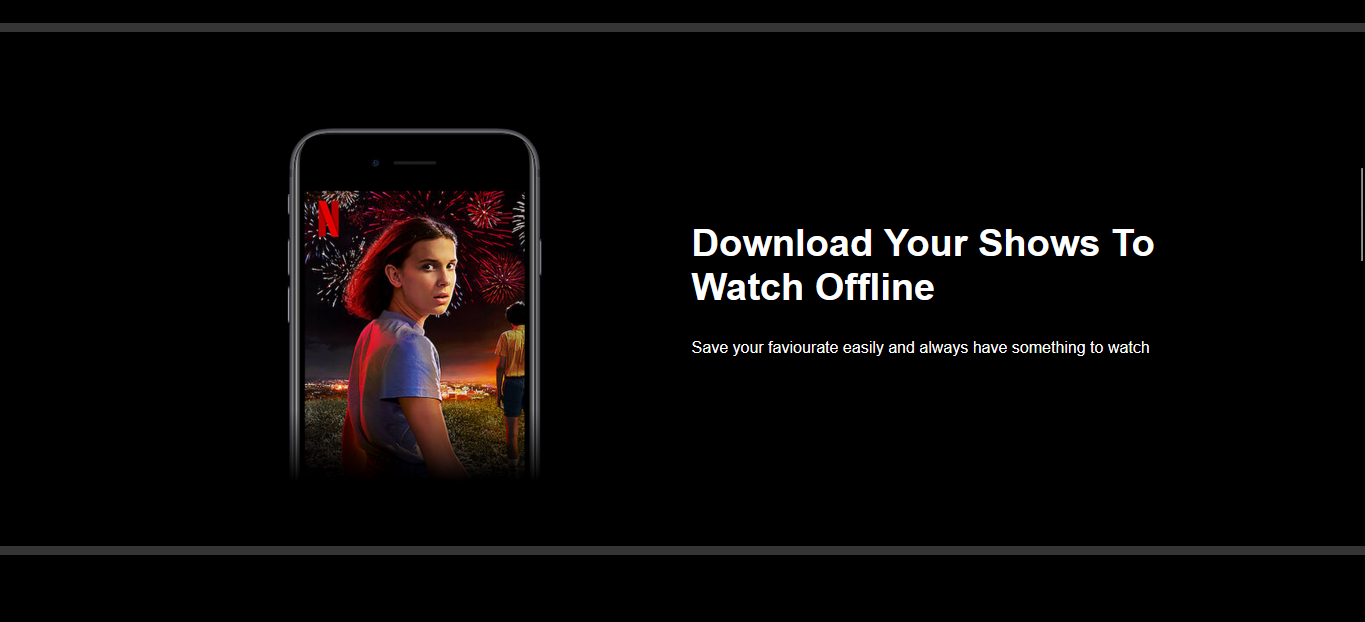 N
Download Your Shows To
Watch Offline
Save your faviourate easily and always have something to watch